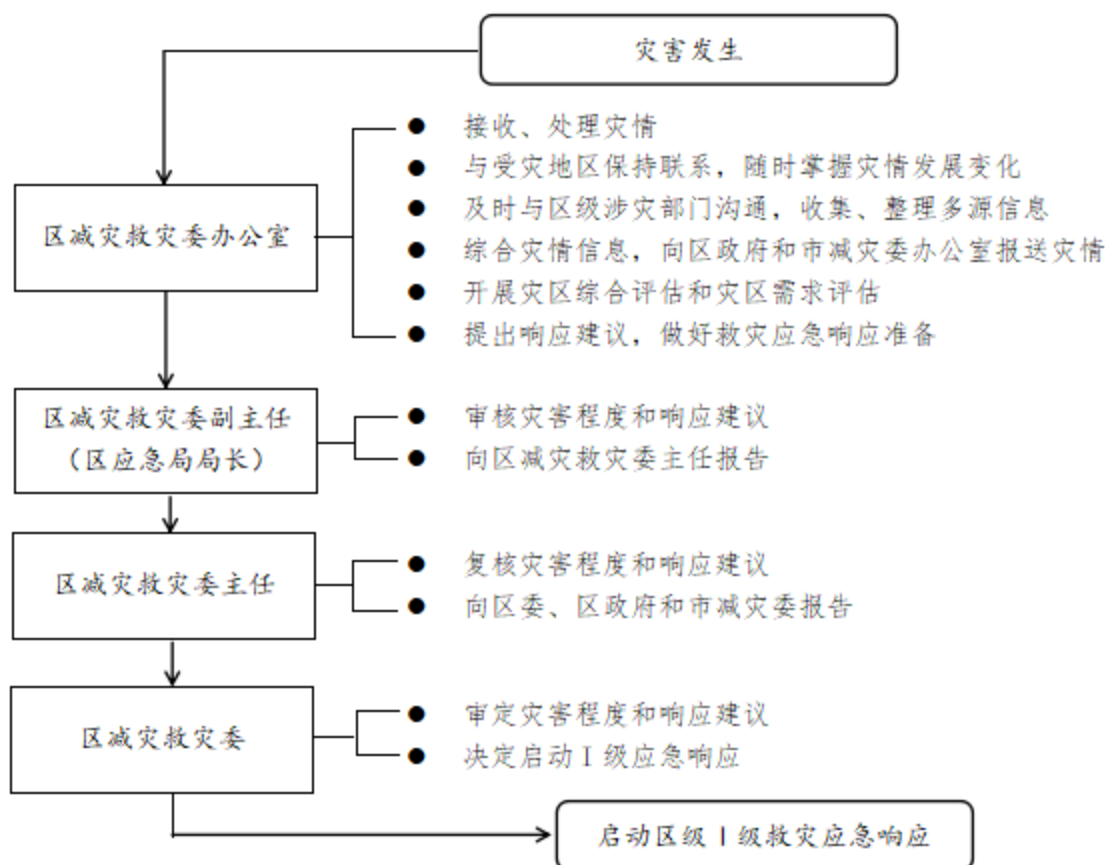 灾害发生
区减灾救灾委办公室
● 接收、处理灾情
● 与受灾地区保持联系，随时掌握灾情发展变化
● 及时与区级涉灾部门沟通，收集、整理多源信息
● 综合灾情信息，向区政府和市减灾委办公室报送灾情
● 开展灾区综合评估和灾区需求评估
● 提出响应建议，做好救灾应急响应准备
区减灾救灾委副主任
（区应急局局长）
● 审核灾害程度和响应建议
● 向区减灾救灾委主任报告
区减灾救灾委主任
● 复核灾害程度和响应建议
● 向区委、区政府和市减灾委报告
区减灾救灾委
● 审定灾害程度和响应建议
● 决定启动Ⅰ级应急响应
启动区级Ⅰ级救灾应急响应